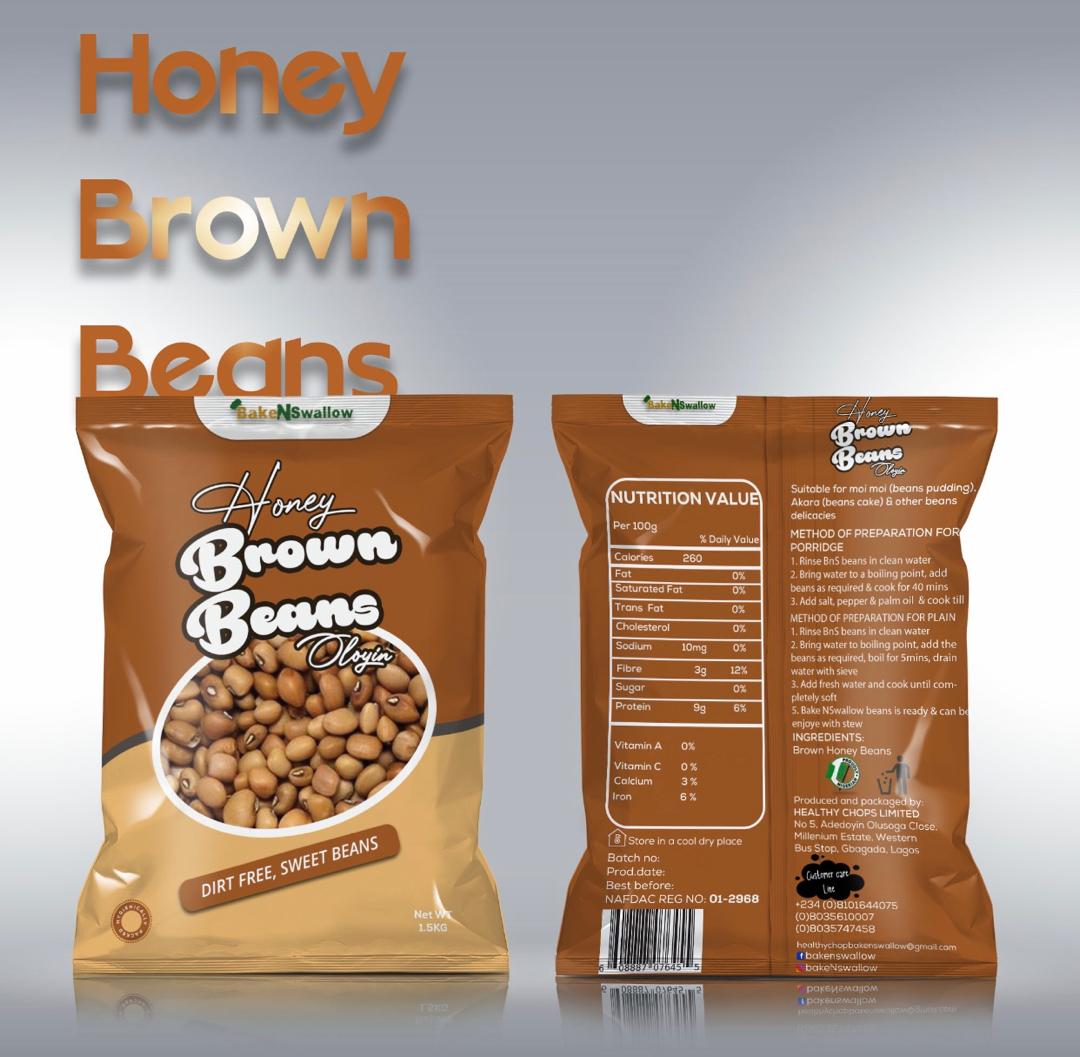 Honey
Brown
Beans
BakeNSwallow
Honey
Brown
Beans
Oloyin
DIRT FREE, SWEET BEANS
HYGIENICALLY PACKED
Net WT
1.5KG
BakeNSwallow
NUTRITION VALUE
Per 100g
% Daily Value
Calories 260
Fat 0%
Saturated Fat 0%
Trans Fat 0%
Cholesterol 0%
Sodium 10mg 0%
Fibre 3g 12%
Sugar 0%
Protein 9g 6%
Vitamin A 0%
Vitamin C 0 %
Calcium 3 %
Iron 6 %
Store in a cool dry place
Batch no:
Prod.date:
Best before:
NAFDAC REG NO: 01-2968
6 08887 07645 5
Honey
Brown
Beans
Oloyin
Suitable for moi moi (beans pudding),
Akara (beans cake) & other beans
delicacies
METHOD OF PREPARATION FOR
PORRIDGE
1. Rinse BnS beans in clean water
2. Bring water to a boiling point, add
beans as required & cook for 40 mins
3. Add salt, pepper & palm oil & cook till
METHOD OF PREPARATION FOR PLAIN
1. Rinse BnS beans in clean water
2. Bring water to boiling point, add the
beans as required, boil for 5mins, drain
water with sieve
3. Add fresh water and cook until com-
pletely soft
5. Bake NSwallow beans is ready & can be
enjoye with stew
INGREDIENTS:
Brown Honey Beans
Produced and packaged by:
HEALTHY CHOPS LIMITED
No 5, Adedoyin Olusoga Close,
Millenium Estate, Western
Bus Stop, Gbagada, Lagos
Customer care
Line
+234 (0)8101644075
(0)8035610007
(0)8035747458
healthychopbakenswallow@gmail.com
bakenswallow
bakeNswallow